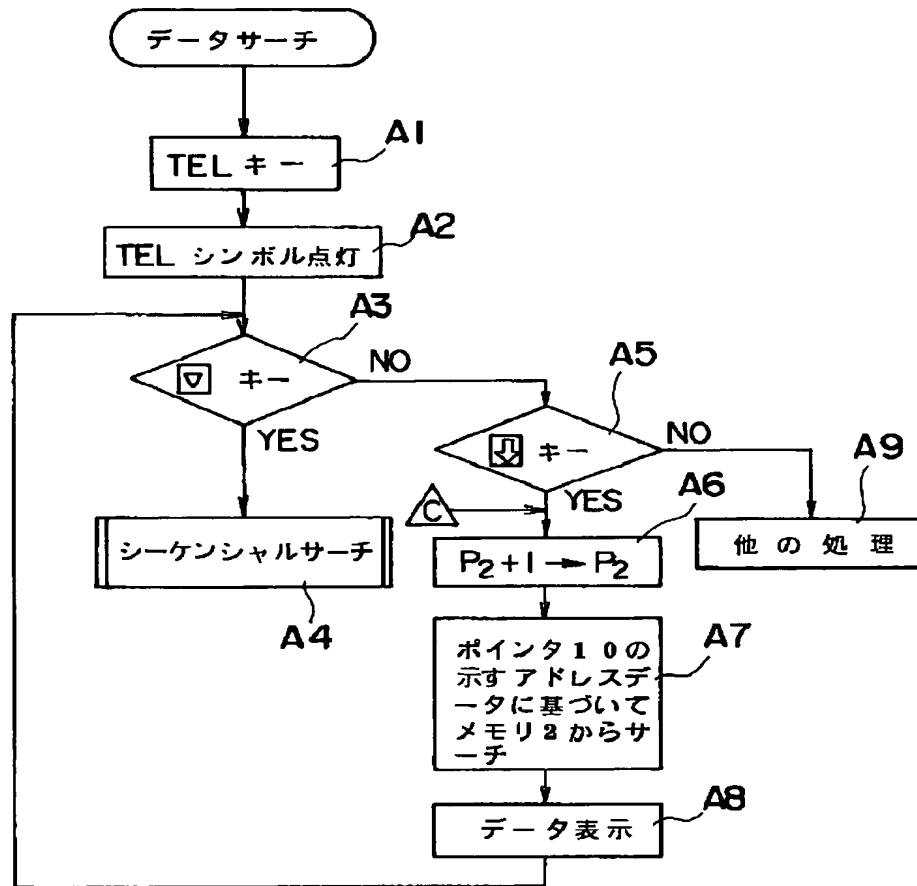 データサーチ
A1
TEL キー
A2
TEL シンボル点灯
A3
▽ キー
NO
YES
A5
⇩ キー
NO
YES
A9
他の処理
C
A6
P₂+1→P₂
シーケンシャルサーチ
A4
A7
ポインタ10の
示すアドレスデ
ータに基づいて
メモリ2からサ
ーチ
A8
データ表示